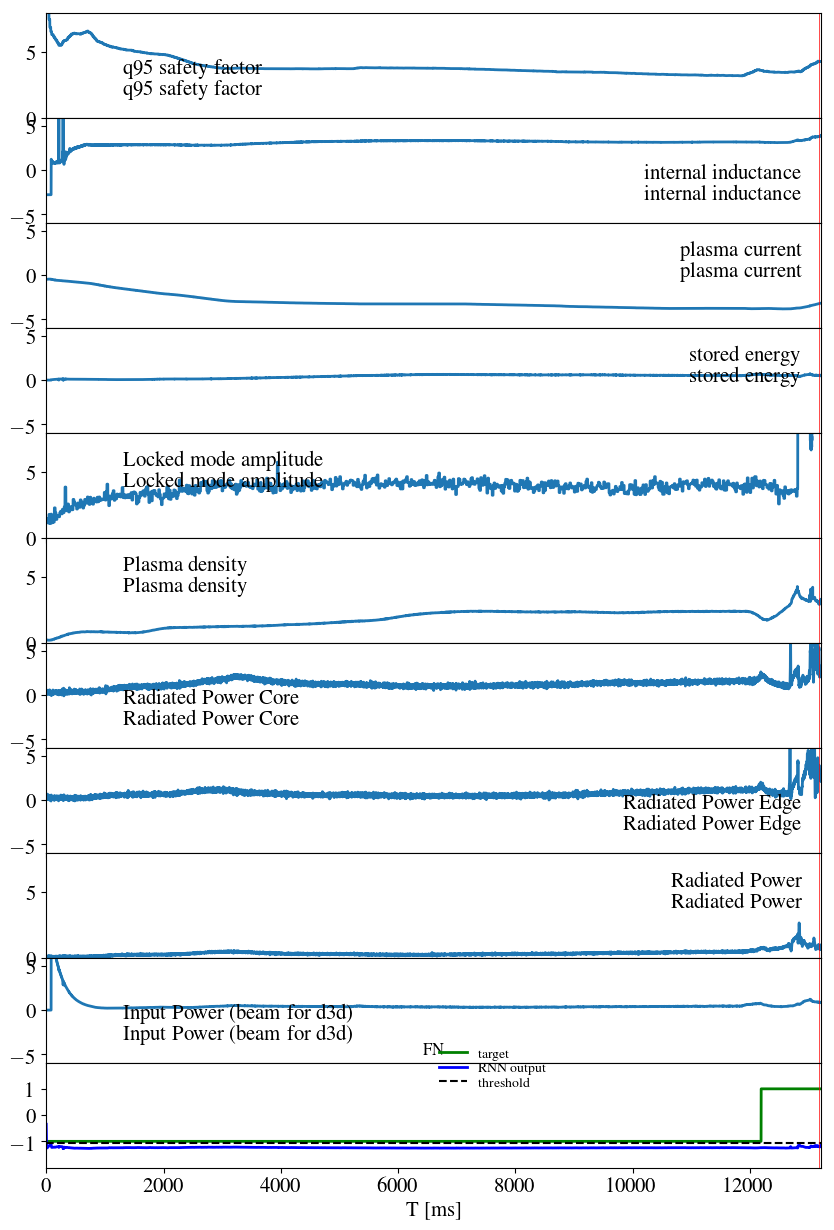 5
q95 safety factor
q95 safety factor
0
5
0
internal inductance
internal inductance
−5
5
plasma current
0
plasma current
−5
5
stored energy
0
stored energy
−5
Locked mode amplitude
5
Locked mode amplitude
0
Plasma density
5
Plasma density
0
5
0
Radiated Power Core
Radiated Power Core
−5
5
0
Radiated Power Edge
Radiated Power Edge
−5
Radiated Power
5
Radiated Power
0
5
0
Input Power (beam for d3d)
Input Power (beam for d3d)
−5
FN
target
RNN output
threshold
1
0
−1
0 2000 4000 6000 8000 10000 12000
T [ms]